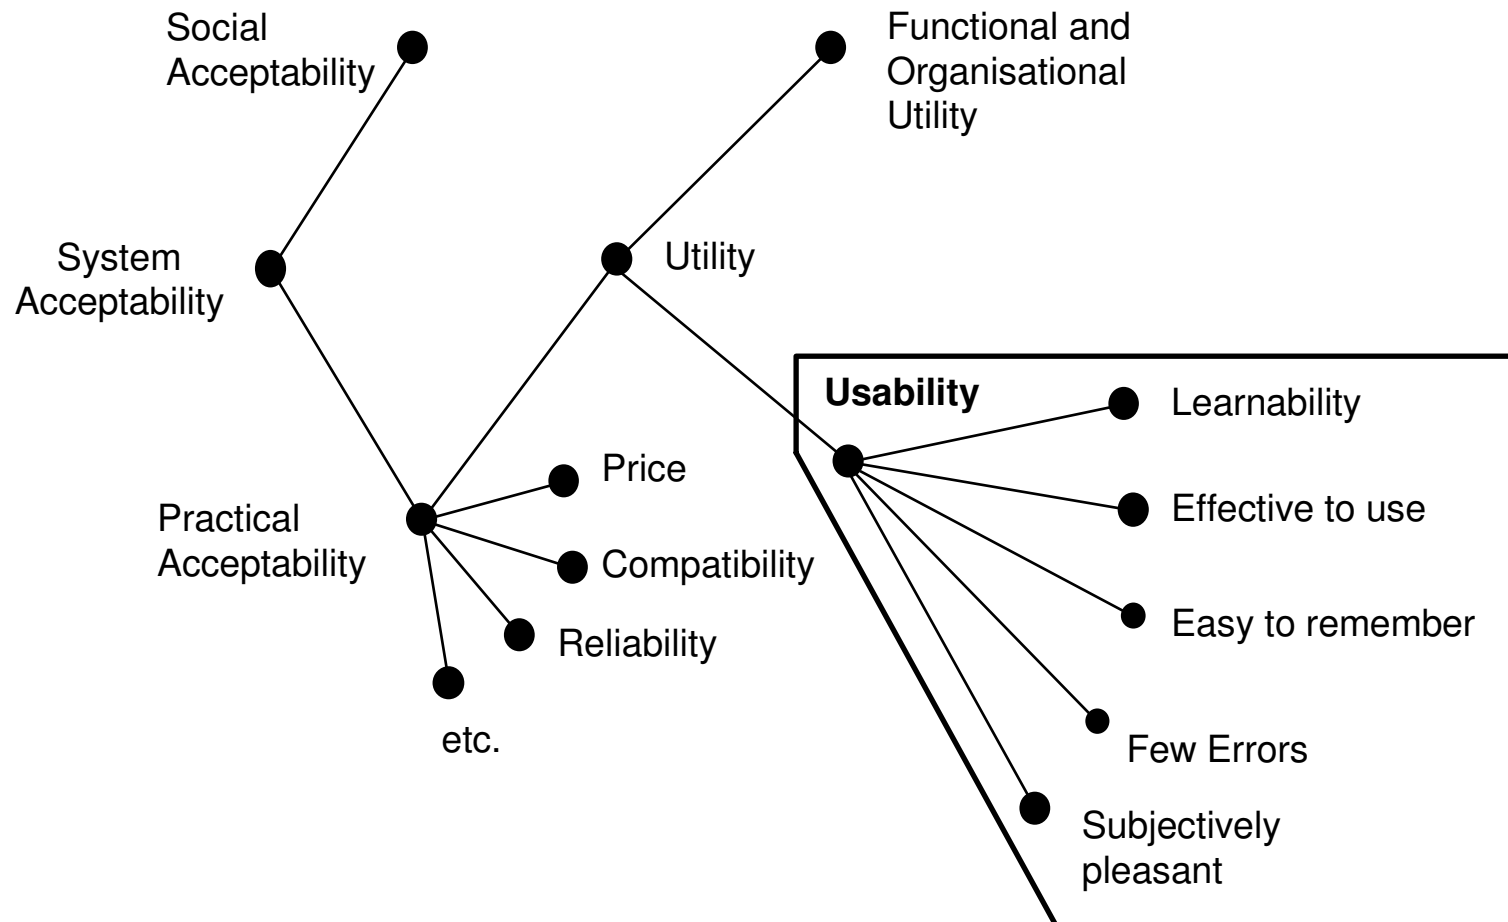 Social
Acceptability
Functional and
Organisational
Utility
System
Acceptability
Utility
Usability
Learnability
Price
Practical
Acceptability
Effective to use
Compatibility
Easy to remember
Reliability
etc.
Few Errors
Subjectively
pleasant